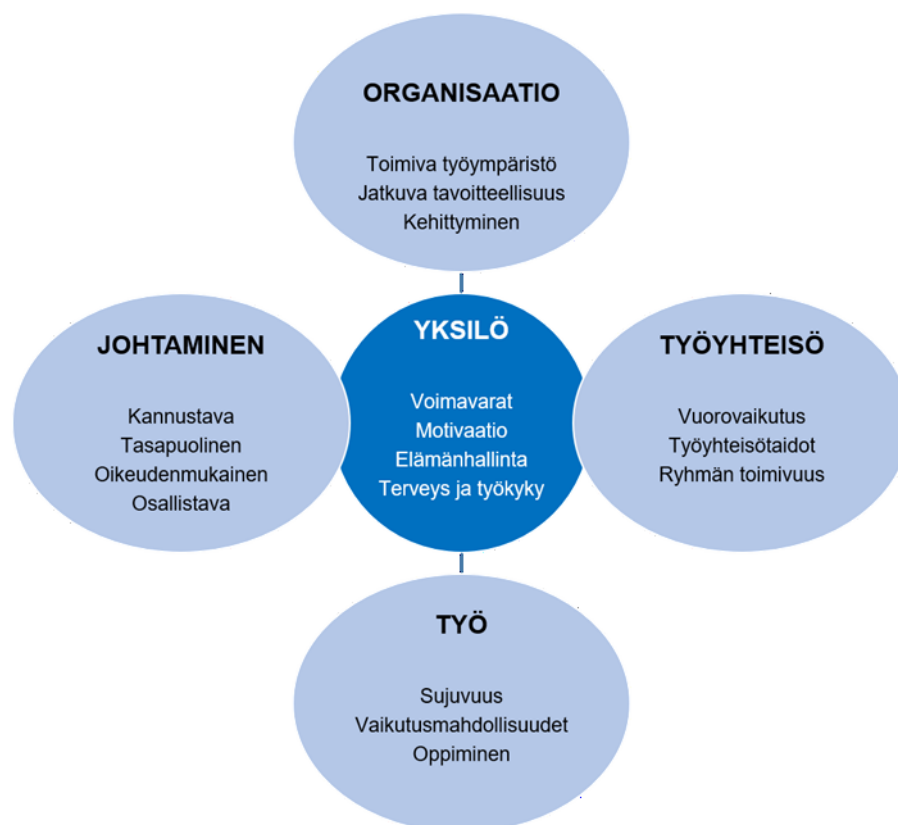 ORGANISAATIO
Toimiva työympäristö
Jatkuva tavoitteellisuus
Kehittyminen
JOHTAMINEN
Kannustava
Tasapuolinen
Oikeudenmukainen
Osallistava
YKSILÖ
Voimavarat
Motivaatio
Elämänhallinta
Terveys ja työkyky
TYÖYHTEISÖ
Vuorovaikutus
Työyhteisötaidot
Ryhmän toimivuus
TYÖ
Sujuvuus
Vaikutusmahdollisuudet
Oppiminen